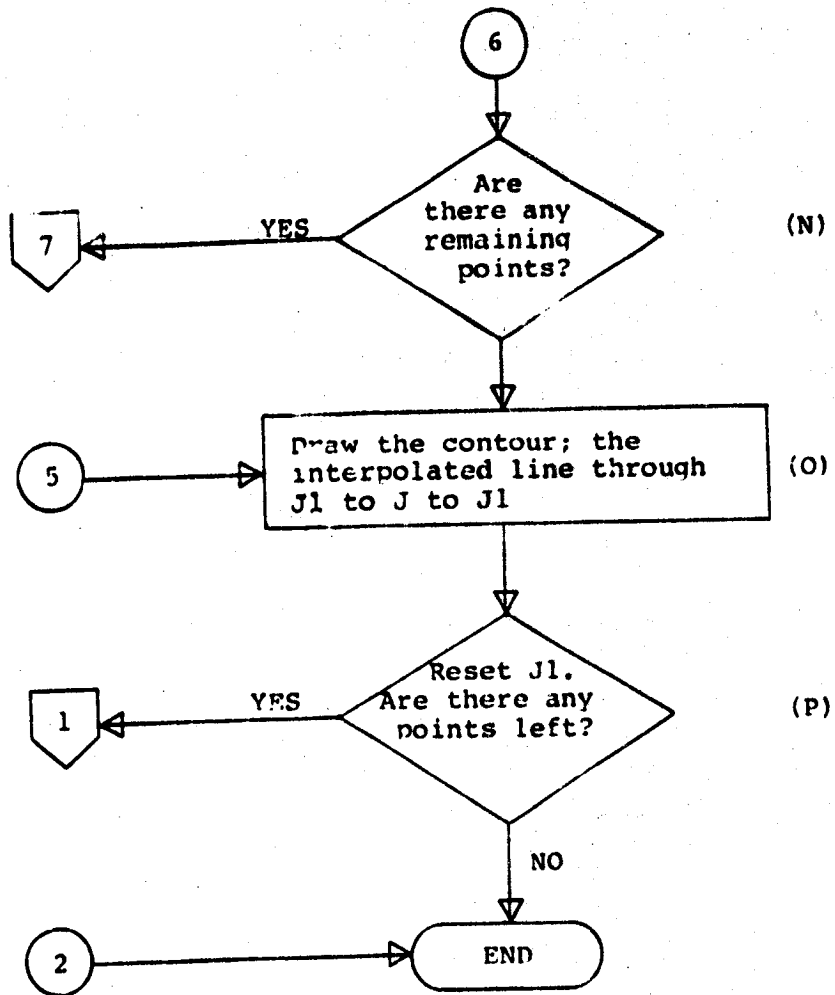 6
Are
there any
remaining
points?
(N)
YES
7
Draw the contour; the
interpolated line through
J1 to J to J1
(O)
5
Reset J1.
Are there any
points left?
(P)
YES
1
NO
END
2